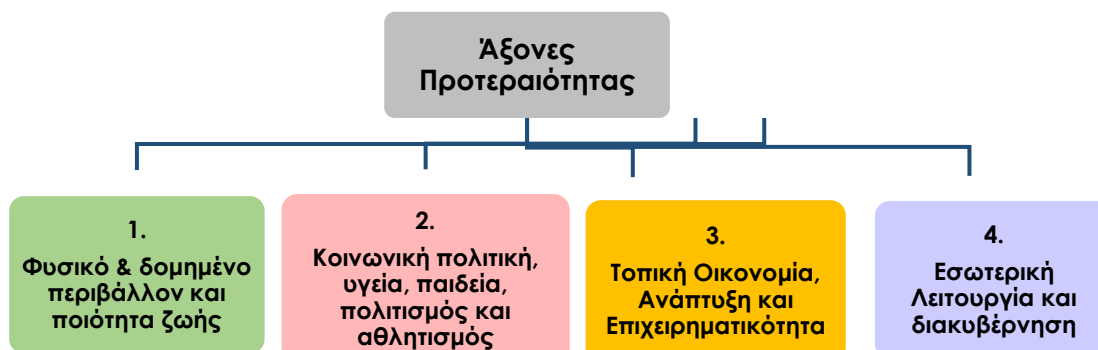 Άξονες
Προτεραιότητας
1.
Φυσικό & δομημένο
περιβάλλον και
ποιότητα ζωής
2.
Κοινωνική πολιτική,
υγεία, παιδεία,
πολιτισμός και
αθλητισμός
3.
Τοπική Οικονομία,
Ανάπτυξη και
Επιχειρηματικότητα
4.
Εσωτερική
Λειτουργία και
διακυβέρνηση